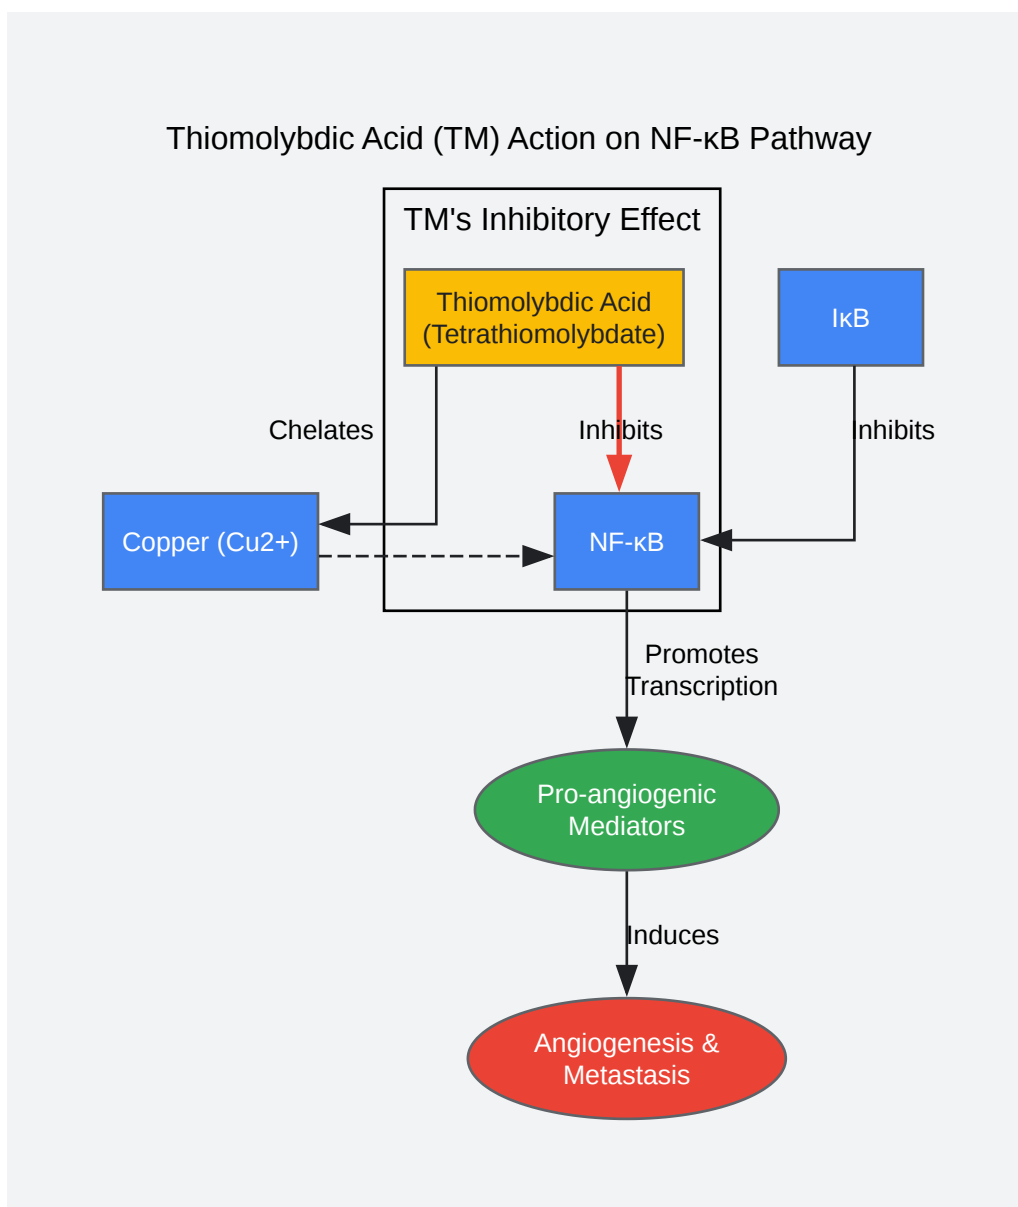 Thiomolybdic Acid (TM) Action on NF-κB Pathway
TM's Inhibitory Effect
Thiomolybdic Acid
(Tetrathiomolybdate)
IκB
Chelates
Inhibits
Inhibits
Copper (Cu2+)
NF-κB
Promotes
Transcription
Pro-angiogenic
Mediators
Induces
Angiogenesis &
Metastasis